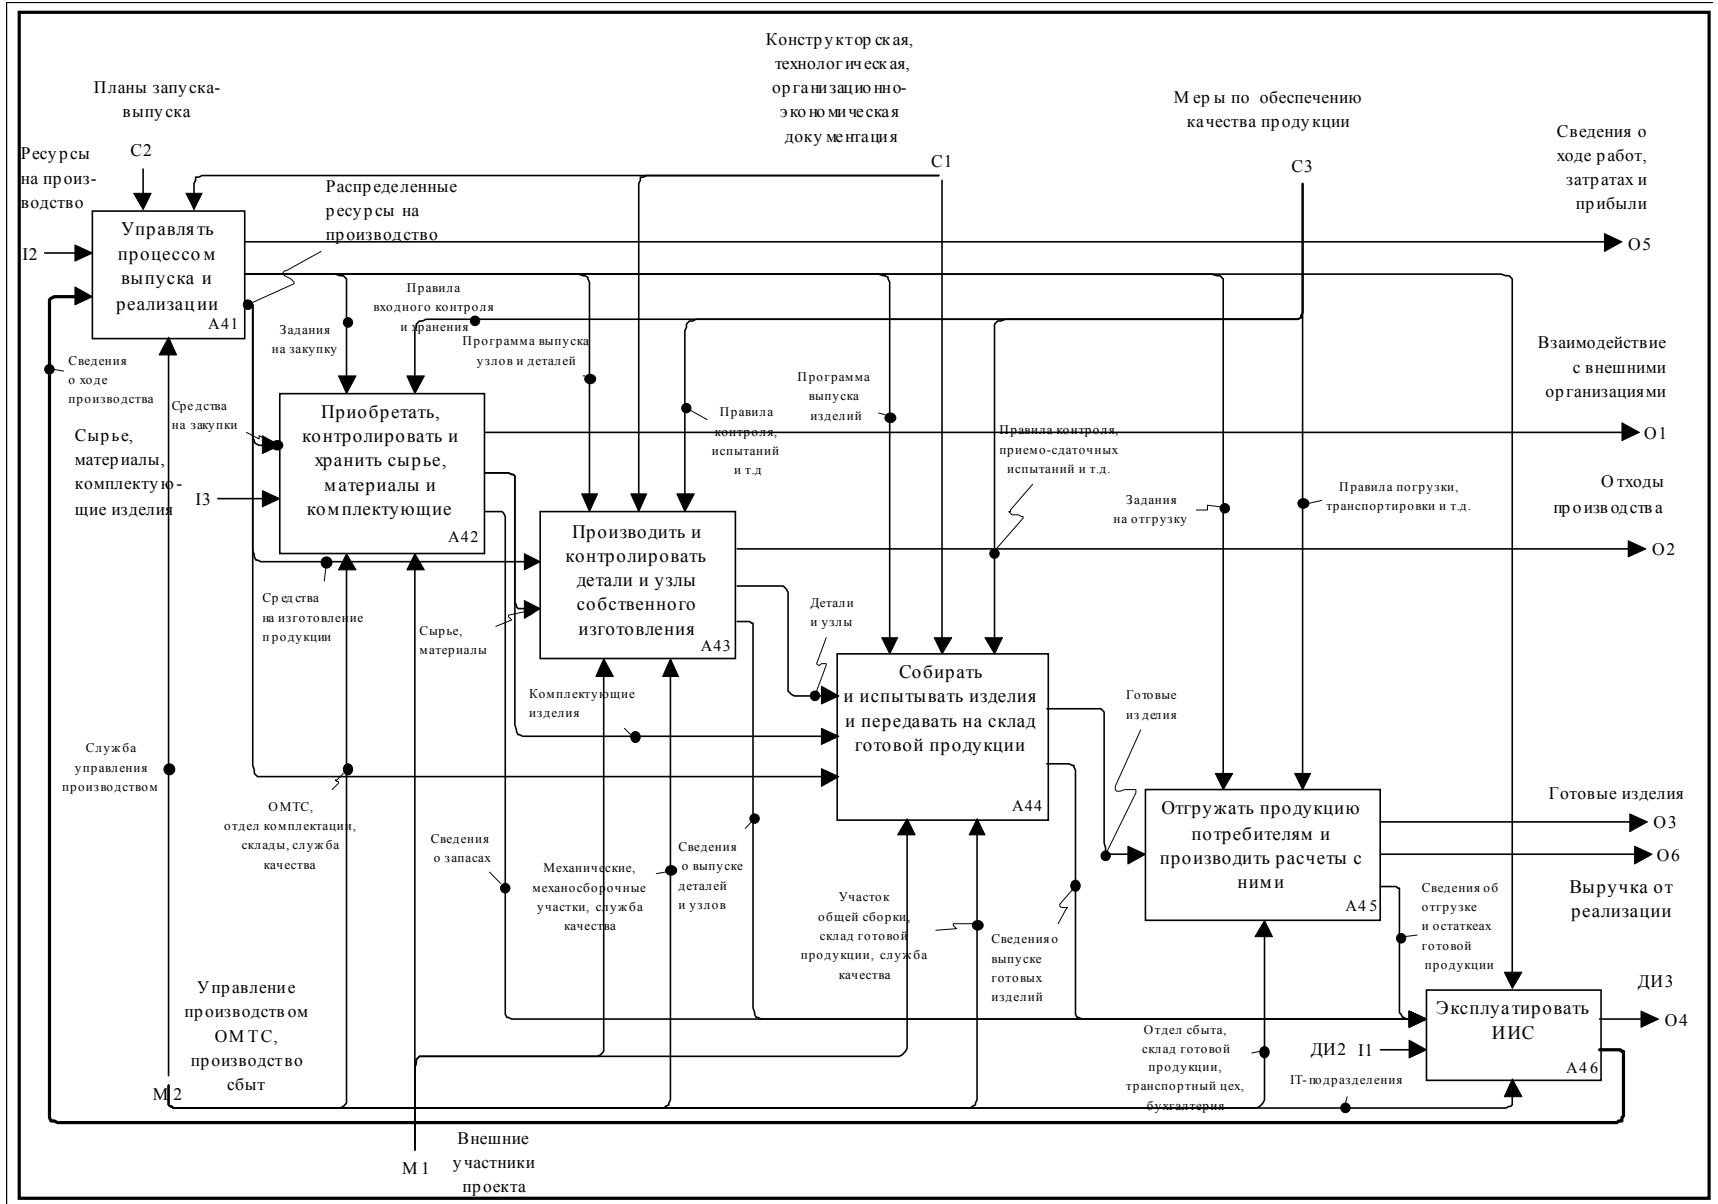 Конструкторская,
технологическая,
организационно-
экономическая
документация
C1
Планы запуска-
выпуска
C2
Меры по обеспечению
качества продукции
C3
Ресурсы
на произ-
водство
I2
Распределенные
ресурсы на
производство
Сведения о
ходе работ,
затратах и
прибыли
O5
Управлять
процессом
выпуска и
реализации
A41
Правила
входного контроля
и хранения
Задания
на закупку
Программа выпуска
узлов и деталей
Взаимодействие
с внешними
организациями
O1
Сведения
о ходе
производства
Средства
на закупки
Программа
выпуска
изделий
Сырье,
материалы,
комплектую-
щие изделия
I3
Приобретать,
контролировать и
хранить сырье,
материалы и
комплектующие
A42
Правила
контроля,
испытаний
и т.д
Правила контроля,
приемо-сдаточных
испытаний и т.д.
Задания
на отгрузку
Правила погрузки,
транспортировки и т.д.
Отходы
производства
O2
Производить и
контролировать
детали и узлы
собственного
изготовления
A43
Средства
на изготовление
продукции
Сырье,
материалы
Детали
и узлы
Комплектующие
изделия
Собирать
и испытывать изделия
и передавать на склад
готовой продукции
A44
Готовые
изделия
Служба
управления
производством
ОМТС,
отдел комплектации,
склады, служба
качества
Сведения
о запасах
Механические,
механосборочные
участки, служба
качества
Сведения
о выпуске
деталей
и узлов
Отгружать продукцию
потребителям и
производить расчеты с
ними
A45
Готовые изделия
O3
O6
Выручка от
реализации
Участок
общей сборки,
склад готовой
продукции, служба
качества
Сведения о
выпуске
готовых
изделий
Сведения об
отгрузке
и остаткеах
готовой
продукции
ДИ3
O4
Эксплуатировать
ИИС
A46
ДИ2 I1
IT-подразделения
Отдел сбыта,
склад готовой
продукции,
транспортный цех,
бухгалтерия
Управление
производством
ОМТС,
производство
сбыт
M2
Внешние
участники
проекта
M1